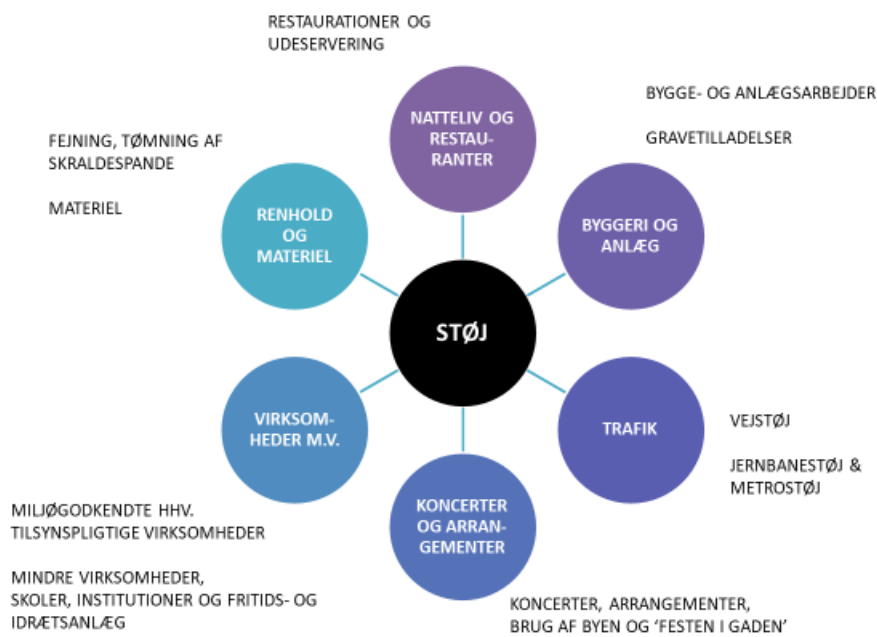 RESTAURATIONER OG
UDESERVERING
NATTELIV OG
RESTAU-
RANTER
BYGGE- OG ANLÆGSARBEJDER
GRAVETILLADELSER
BYGGERI OG
ANLÆG
FEJNING, TØMNING AF
SKRALDESPANDE
MATERIEL
RENHOLD
OG
MATERIEL
STØJ
VIRKSOM-
HEDER M.V.
TRAFIK
VEJSTØJ
JERNBANESTØJ &
METROSTØJ
KONCERTER
OG ARRAN-
GEMENTER
MILJØGODKENDTE HHV.
TILSYNSPLIGTIGE VIRKSOMHEDER
MINDRE VIRKSOMHEDER,
SKOLER, INSTITUTIONER OG FRITIDS- OG
IDRÆTSANLÆG
KONCERTER, ARRANGEMENTER,
BRUG AF BYEN OG ‘FESTEN I GADEN’